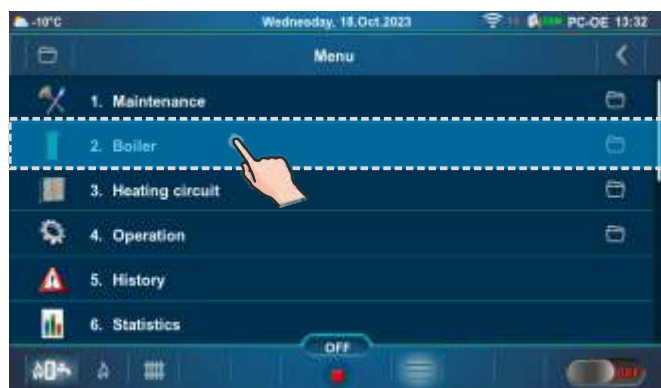 -10°C Wednesday, 18.Oct.2023 PC-OE 13:32
Menu
1. Maintenance
2. Boiler
3. Heating circuit
4. Operation
5. History
6. Statistics
OFF
OFF